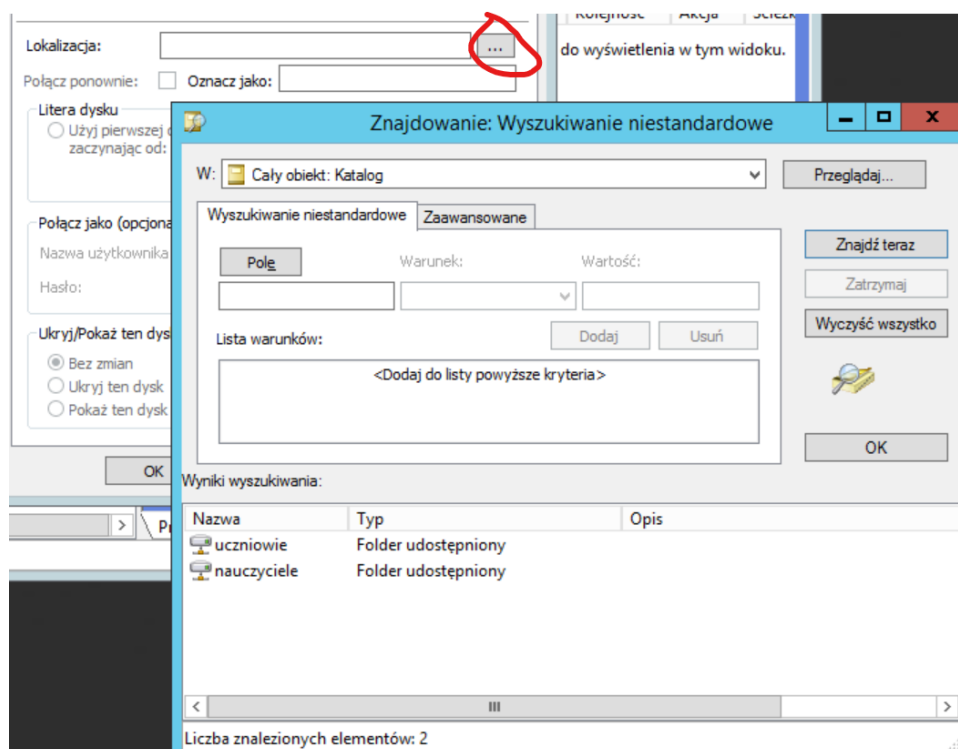 Kolejność Akcja Ścieżk
Lokalizacja: ...
do wyświetlenia w tym widoku.
Połącz ponownie: Oznacz jako:
Litera dysku
Użyj pierwszej
zaczynając od:
Znajdowanie: Wyszukiwanie niestandardowe
W: Cały obiekt: Katalog
Przeglądaj...
Wyszukiwanie niestandardowe Zaawansowane
Połącz jako (opcjona
Nazwa użytkownika
Hasło:
Pole Warunek: Wartość:
Znajdź teraz
Zatrzymaj
Wyczyść wszystko
Ukryj/Pokaż ten dys
Bez zmian
Ukryj ten dysk
Pokaż ten dysk
Lista warunków: Dodaj Usuń
<Dodaj do listy powyższe kryteria>
OK
OK
Wyniki wyszukiwania:
Nazwa Typ Opis
uczniowie Folder udostępniony
nauczyciele Folder udostępniony
Liczba znalezionych elementów: 2